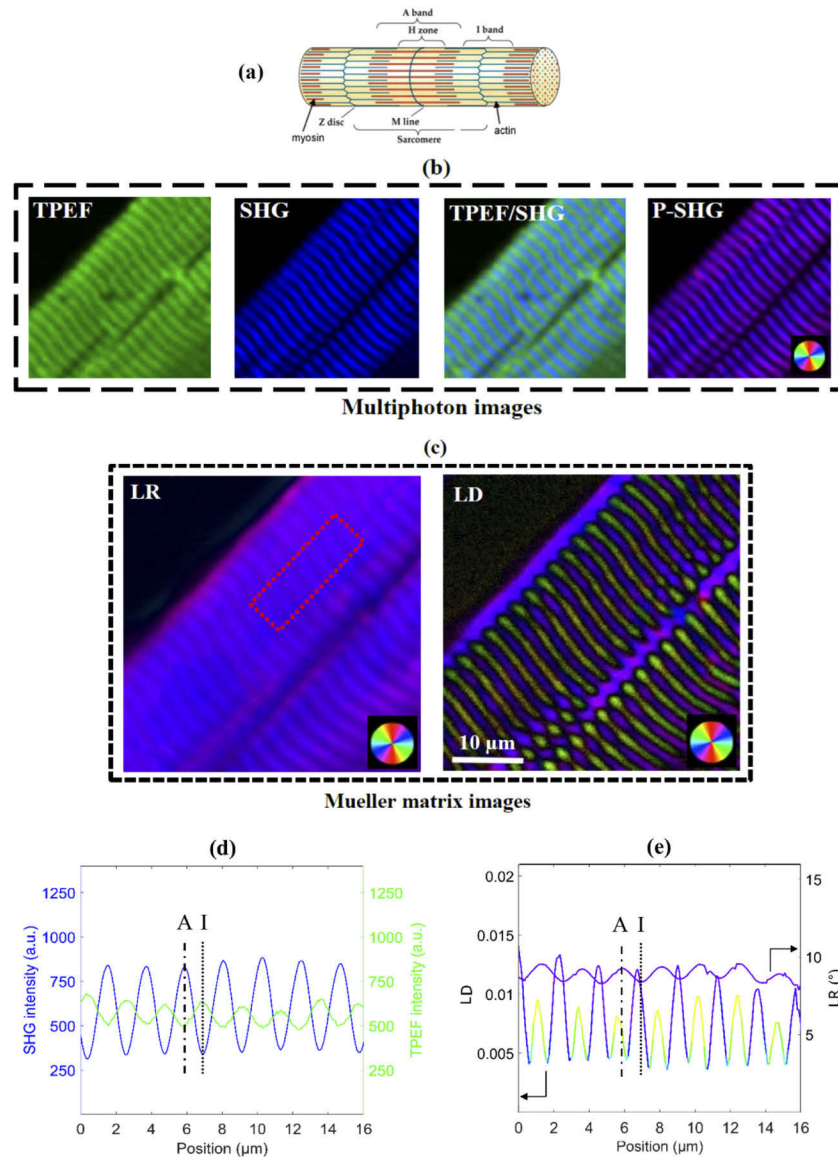 A band
H zone
I band
(a)
myosin
Z disc
M line
actin
Sarcomere
(b)
TPEF
SHG
TPEF/SHG
P-SHG
Multiphoton images
(c)
LR
LD
10 µm
Mueller matrix images
(d)
SHG intensity (a.u.)
1250
1000
750
500
250
A
I
1250
1000
750
500
250
TPEF intensity (a.u.)
0 2 4 6 8 10 12 14 16
Position (µm)
(e)
LD
0.02
0.015
0.01
0.005
A
I
15
10
5
LR (°)
0 2 4 6 8 10 12 14 16
Position (µm)